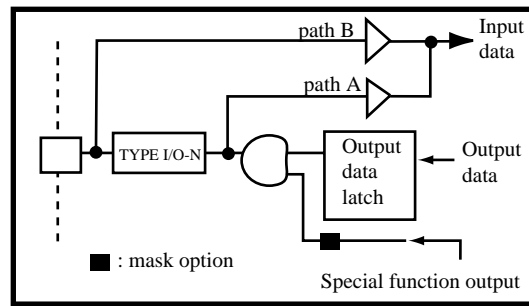 path B
Input
data
path A
TYPE I/O-N
Output
data
latch
Output
data
: mask option
Special function output